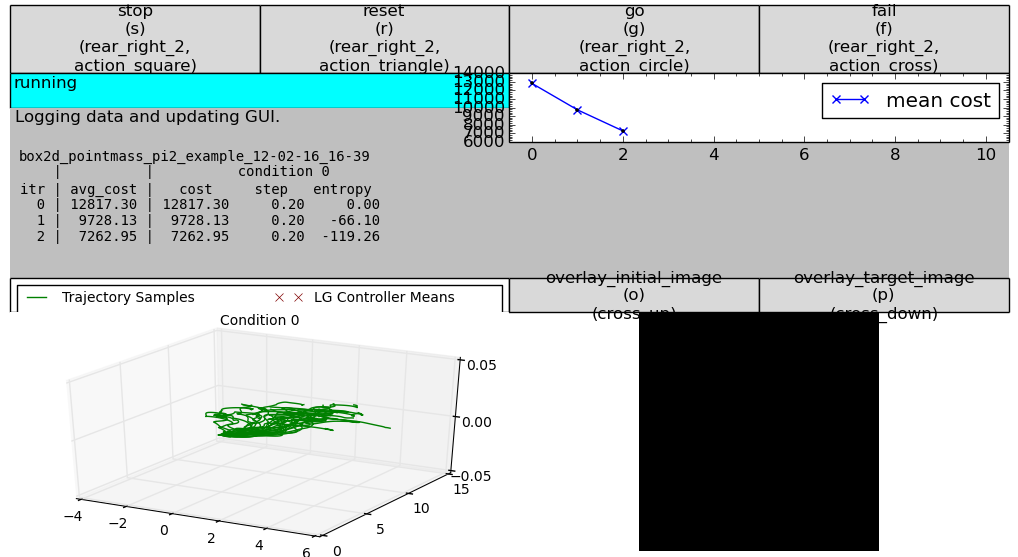 stop
(s)
(rear_right_2,
action_square)
reset
(r)
(rear_right_2,
action_triangle)
go
(g)
(rear_right_2,
action_circle)
fail
(f)
(rear_right_2,
action_cross)
running
14000
13000
12000
11000
10000
9000
8000
7000
6000
mean cost
0 2 4 6 8 10
Logging data and updating GUI.
box2d_pointmass_pi2_example_12-02-16_16-39
| | condition 0
itr | avg_cost | cost step entropy
0 | 12817.30 | 12817.30 0.20 0.00
1 | 9728.13 | 9728.13 0.20 -66.10
2 | 7262.95 | 7262.95 0.20 -119.26
Trajectory Samples
LG Controller Means
overlay_initial_image
(o)
(cross_up)
overlay_target_image
(p)
(cross_down)
Condition 0
0.05
0.00
−0.05
15
10
5
0
−4 −2 0 2 4 6